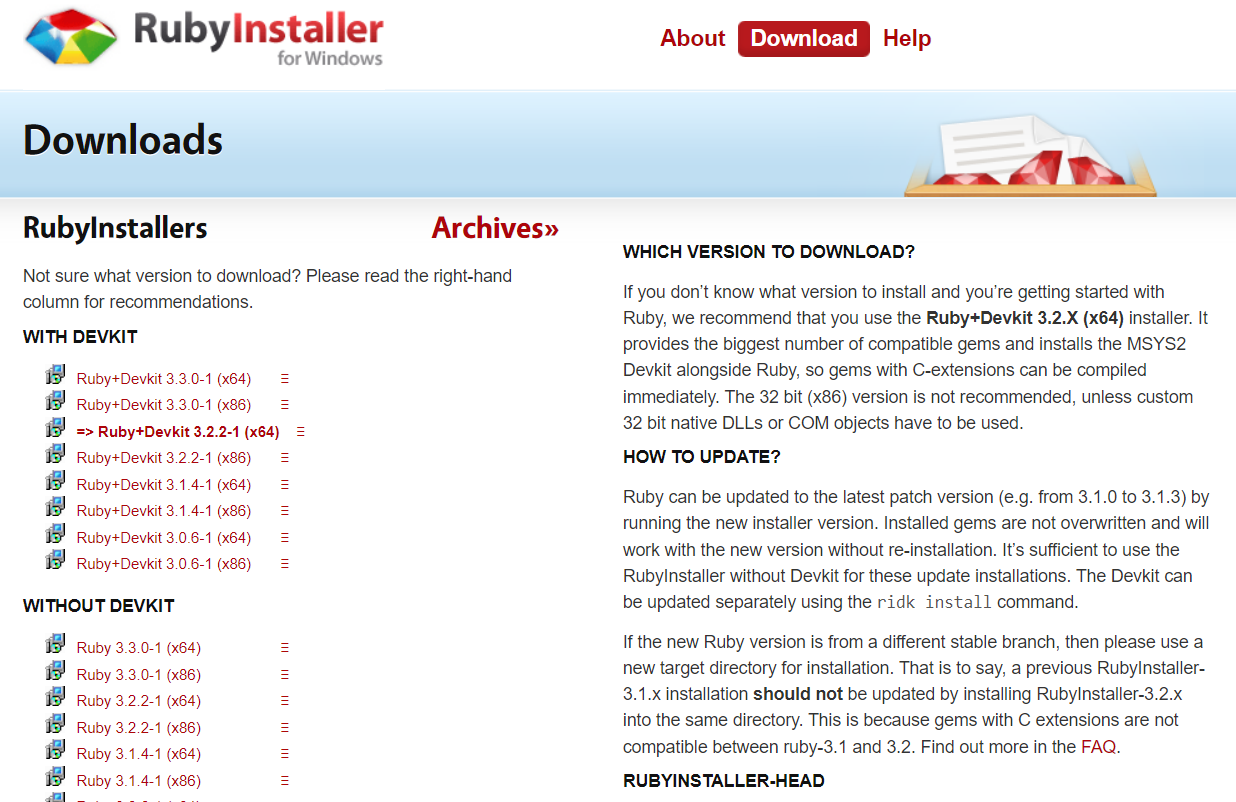 RubyInstaller
for Windows
About Download Help
Downloads
RubyInstallers Archives»
Not sure what version to download? Please read the right-hand
column for recommendations.
WITH DEVKIT
Ruby+Devkit 3.3.0-1 (x64)
Ruby+Devkit 3.3.0-1 (x86)
=> Ruby+Devkit 3.2.2-1 (x64)
Ruby+Devkit 3.2.2-1 (x86)
Ruby+Devkit 3.1.4-1 (x64)
Ruby+Devkit 3.1.4-1 (x86)
Ruby+Devkit 3.0.6-1 (x64)
Ruby+Devkit 3.0.6-1 (x86)
WITHOUT DEVKIT
Ruby 3.3.0-1 (x64)
Ruby 3.3.0-1 (x86)
Ruby 3.2.2-1 (x64)
Ruby 3.2.2-1 (x86)
Ruby 3.1.4-1 (x64)
Ruby 3.1.4-1 (x86)
WHICH VERSION TO DOWNLOAD?
If you don’t know what version to install and you’re getting started with
Ruby, we recommend that you use the Ruby+Devkit 3.2.X (x64) installer. It
provides the biggest number of compatible gems and installs the MSYS2
Devkit alongside Ruby, so gems with C-extensions can be compiled
immediately. The 32 bit (x86) version is not recommended, unless custom
32 bit native DLLs or COM objects have to be used.
HOW TO UPDATE?
Ruby can be updated to the latest patch version (e.g. from 3.1.0 to 3.1.3) by
running the new installer version. Installed gems are not overwritten and will
work with the new version without re-installation. It’s sufficient to use the
RubyInstaller without Devkit for these update installations. The Devkit can
be updated separately using the ridk install command.
If the new Ruby version is from a different stable branch, then please use a
new target directory for installation. That is to say, a previous RubyInstaller-
3.1.x installation should not be updated by installing RubyInstaller-3.2.x
into the same directory. This is because gems with C extensions are not
compatible between ruby-3.1 and 3.2. Find out more in the FAQ.
RUBYINSTALLER-HEAD